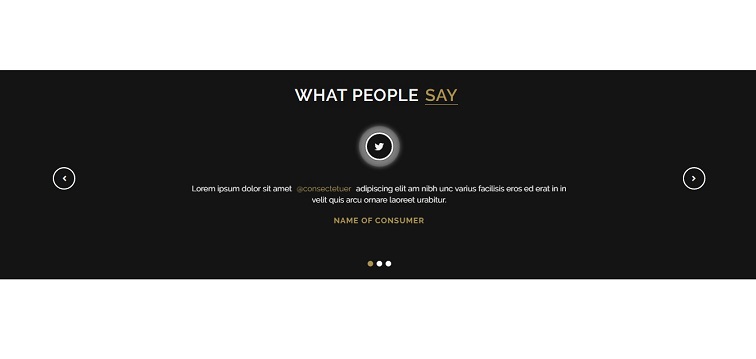 WHAT PEOPLE SAY
Lorem ipsum dolor sit amet @consectetuer adipiscing elit am nibh unc varius facilisis eros ed erat in in
velit quis arcu ornare laoreet urabitur.
NAME OF CONSUMER